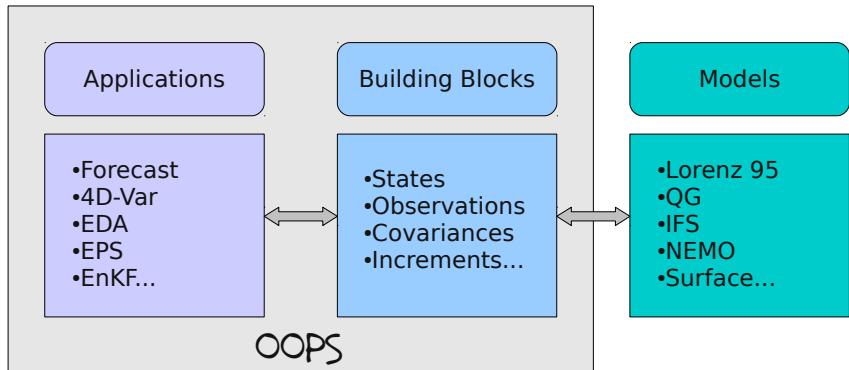 Applications
Building Blocks
Models
•Forecast
•4D-Var
•EDA
•EPS
•EnKF...
•States
•Observations
•Covariances
•Increments...
•Lorenz 95
•QG
•IFS
•NEMO
•Surface...
OOPS